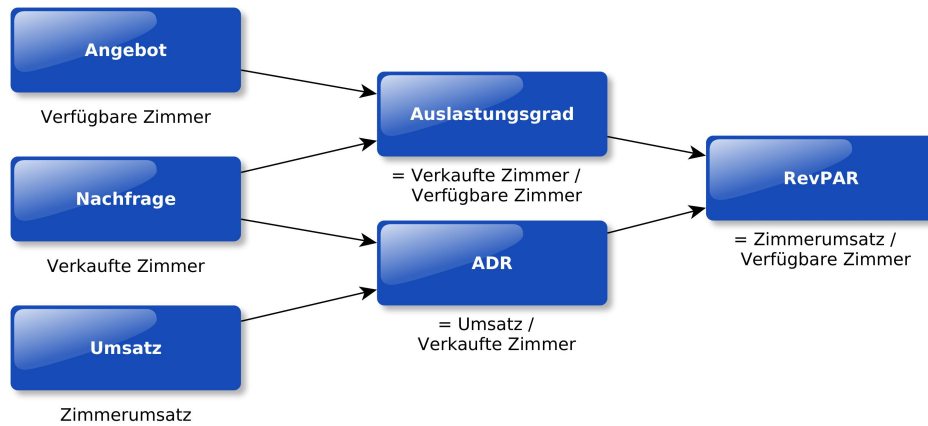 Angebot
Verfügbare Zimmer
Nachfrage
Verkaufte Zimmer
Umsatz
Zimmerumsatz
Auslastungsgrad
= Verkaufte Zimmer /
Verfügbare Zimmer
ADR
= Umsatz /
Verkaufte Zimmer
RevPAR
= Zimmerumsatz /
Verfügbare Zimmer